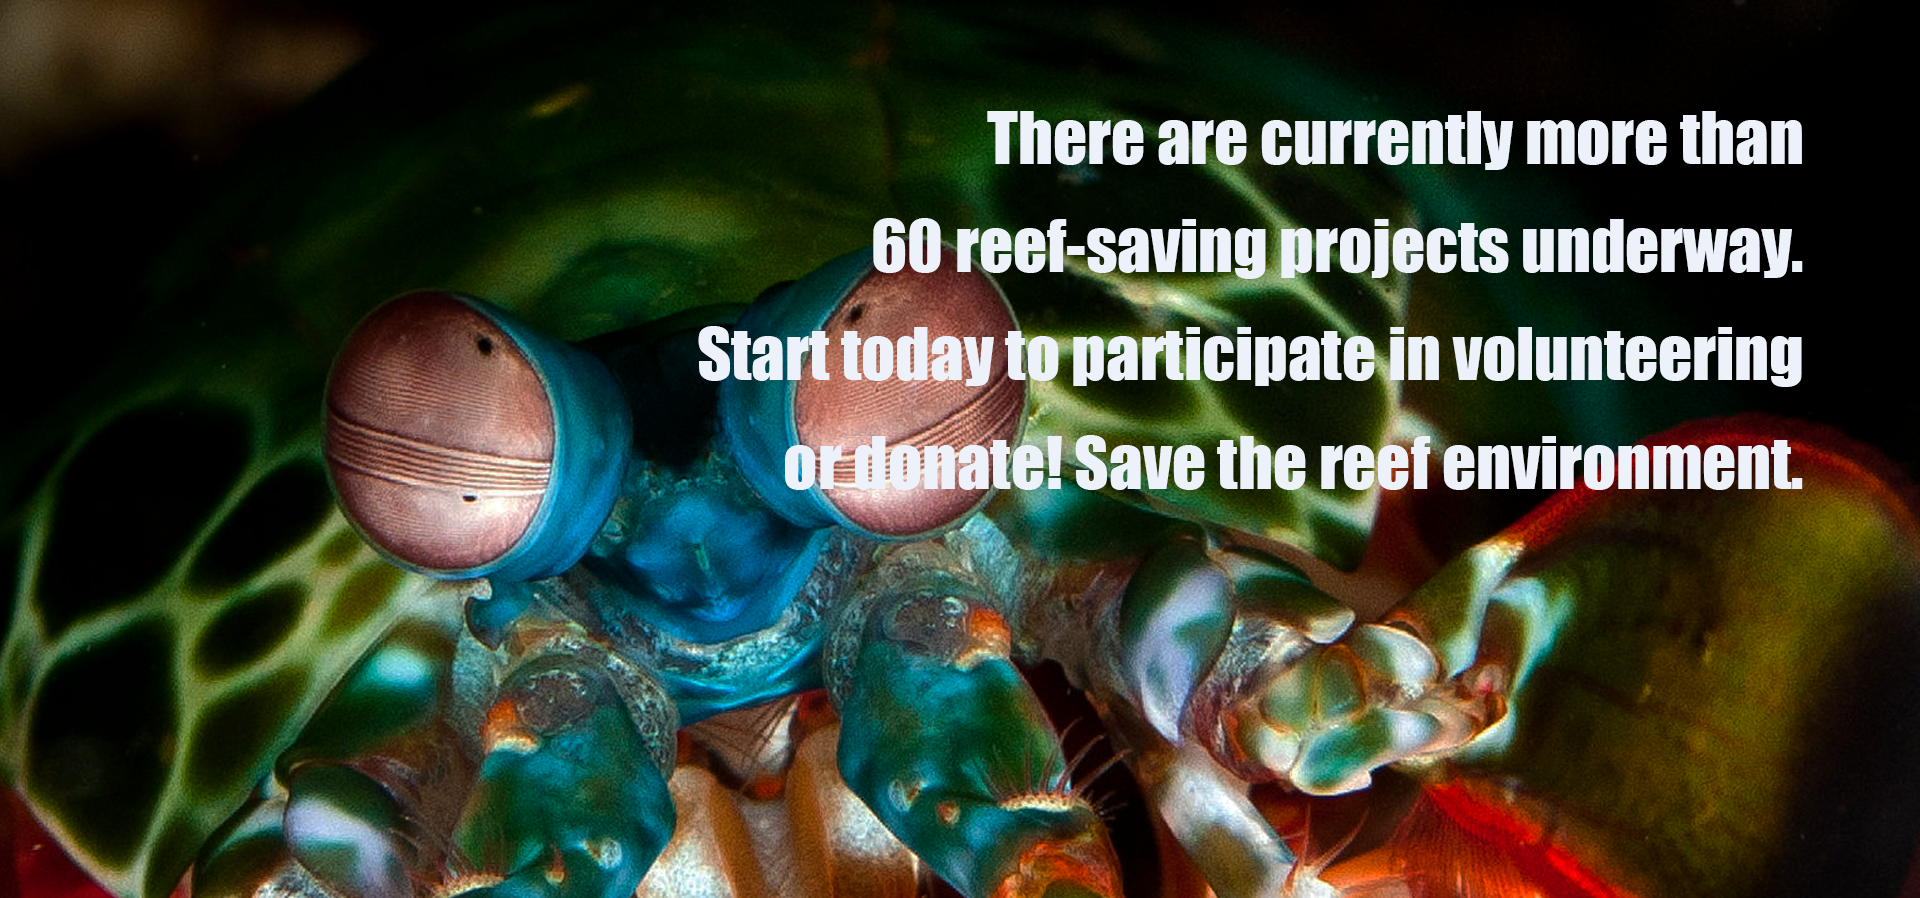 There are currently more than
60 reef-saving projects underway.
Start today to participate in volunteering
or donate! Save the reef environment.